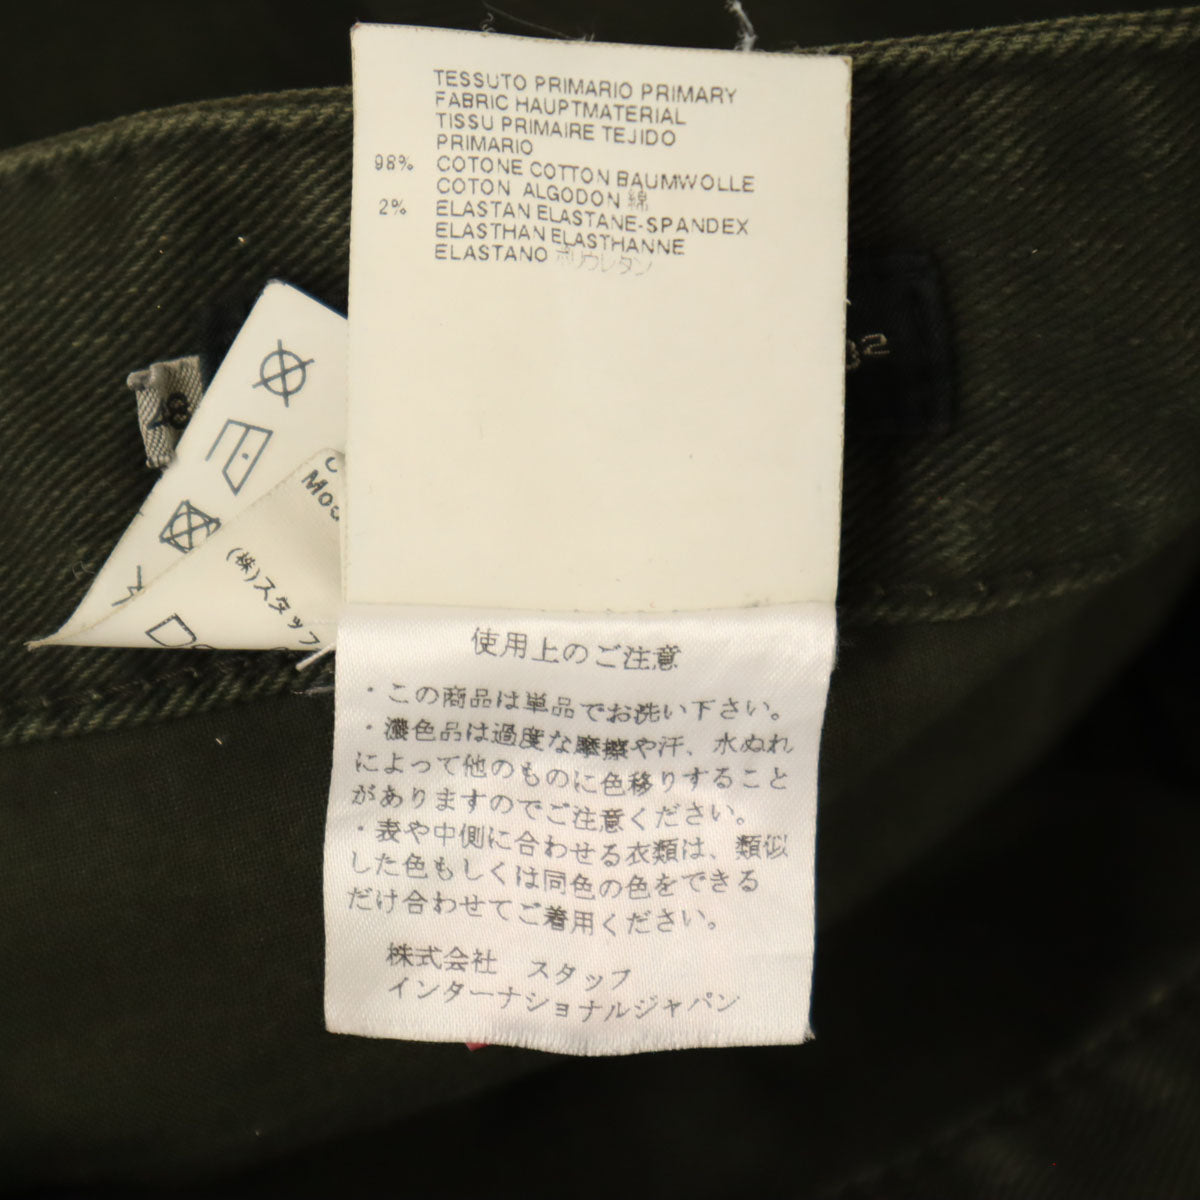 TESSUTO PRIMARIO PRIMARY
FABRIC HAUPTMATERIAL
TISSU PRIMAIRE TEJIDO
PRIMARIO
98% COTONE COTTON BAUMWOLLE
COTON ALGODON 綿
2% ELASTAN ELASTANE-SPANDEX
ELASTHAN ELASTHANNE
ELASTANO ポリウレタン
(株)スタッフ
使用上のご注意
・この商品は単品でお洗い下さい。
・濃色品は過度な摩擦や汗、水ぬれ
によって他のものに色移りすること
がありますのでご注意ください。
・表や中側に合わせる衣類は、類似
した色もしくは同色の色をできる
だけ合わせてご着用ください。
株式会社 スタッフ
インターナショナルジャパン